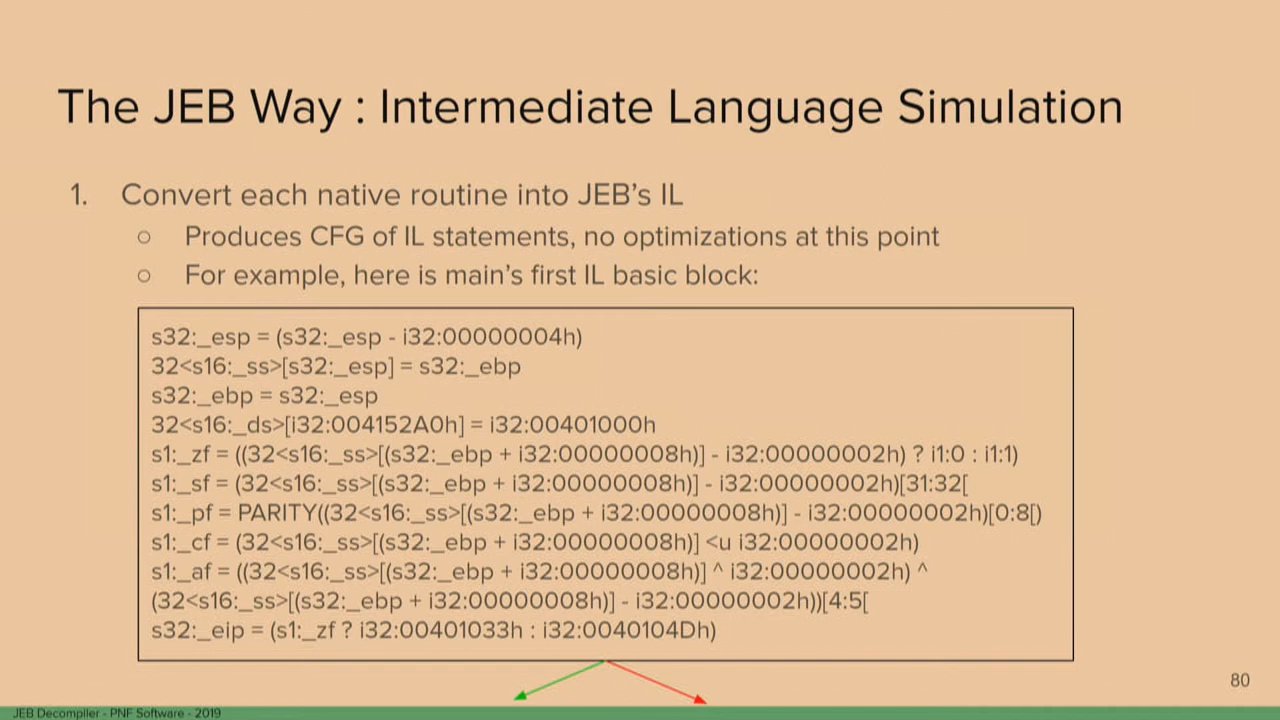 The JEB Way : Intermediate Language Simulation
1. Convert each native routine into JEB's IL
○ Produces CFG of IL statements, no optimizations at this point
○ For example, here is main's first IL basic block:
s32:_esp = (s32:_esp - i32:00000004h)
32<s16:_ss>[s32:_esp] = s32:_ebp
s32:_ebp = s32:_esp
32<s16:_ds>[i32:004152A0h] = i32:00401000h
s1:_zf = ((32<s16:_ss>[(s32:_ebp + i32:00000008h)] - i32:00000002h) ? i1:0 : i1:1)
s1:_sf = (32<s16:_ss>[(s32:_ebp + i32:00000008h)] - i32:00000002h)[31:32[
s1:_pf = PARITY((32<s16:_ss>[(s32:_ebp + i32:00000008h)] - i32:00000002h)[0:8[)
s1:_cf = (32<s16:_ss>[(s32:_ebp + i32:00000008h)] <u i32:00000002h)
s1:_af = ((32<s16:_ss>[(s32:_ebp + i32:00000008h)] ^ i32:00000002h) ^
(32<s16:_ss>[(s32:_ebp + i32:00000008h)] - i32:00000002h))[4:5[
s32:_eip = (s1:_zf ? i32:00401033h : i32:0040104Dh)
80
JEB Decompiler - PNF Software - 2019